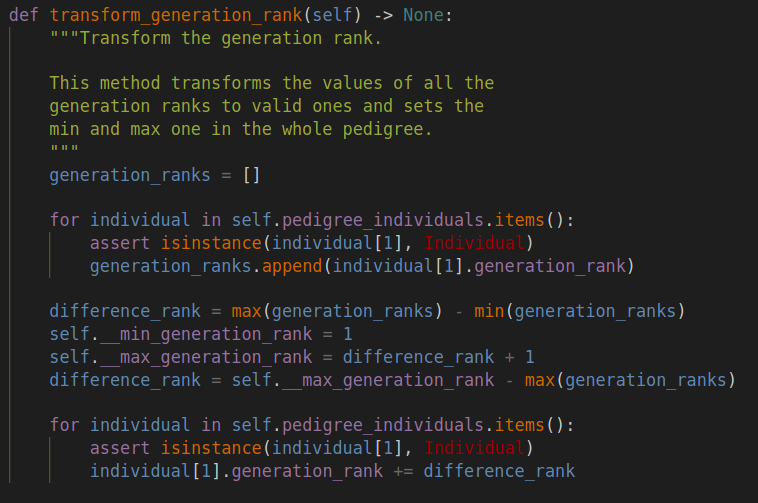 def transform_generation_rank(self) -> None:
    """Transform the generation rank.

    This method transforms the values of all the
    generation ranks to valid ones and sets the
    min and max one in the whole pedigree.
    """
    generation_ranks = []

    for individual in self.pedigree_individuals.items():
        assert isinstance(individual[1], Individual)
        generation_ranks.append(individual[1].generation_rank)

    difference_rank = max(generation_ranks) - min(generation_ranks)
    self.__min_generation_rank = 1
    self.__max_generation_rank = difference_rank + 1
    difference_rank = self.__max_generation_rank - max(generation_ranks)

    for individual in self.pedigree_individuals.items():
        assert isinstance(individual[1], Individual)
        individual[1].generation_rank += difference_rank